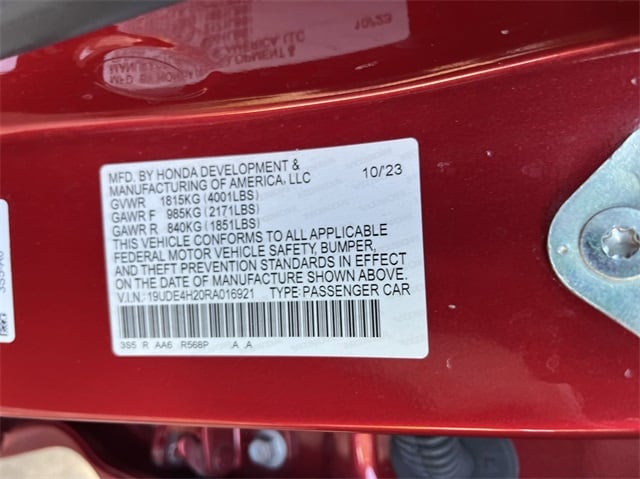 MFD. BY HONDA DEVELOPMENT &
MANUFACTURING OF AMERICA, LLC 10/23
GVWR 1815KG (4001LBS)
GAWR F 985KG (2171LBS)
GAWR R 840KG (1851LBS)
THIS VEHICLE CONFORMS TO ALL APPLICABLE
FEDERAL MOTOR VEHICLE SAFETY, BUMPER,
AND THEFT PREVENTION STANDARDS IN EFFECT
ON THE DATE OF MANUFACTURE SHOWN ABOVE.
V.I.N.: 19UDE4H20RA016921 TYPE:PASSENGER CAR
3S5 R AA6 R568P .A .A